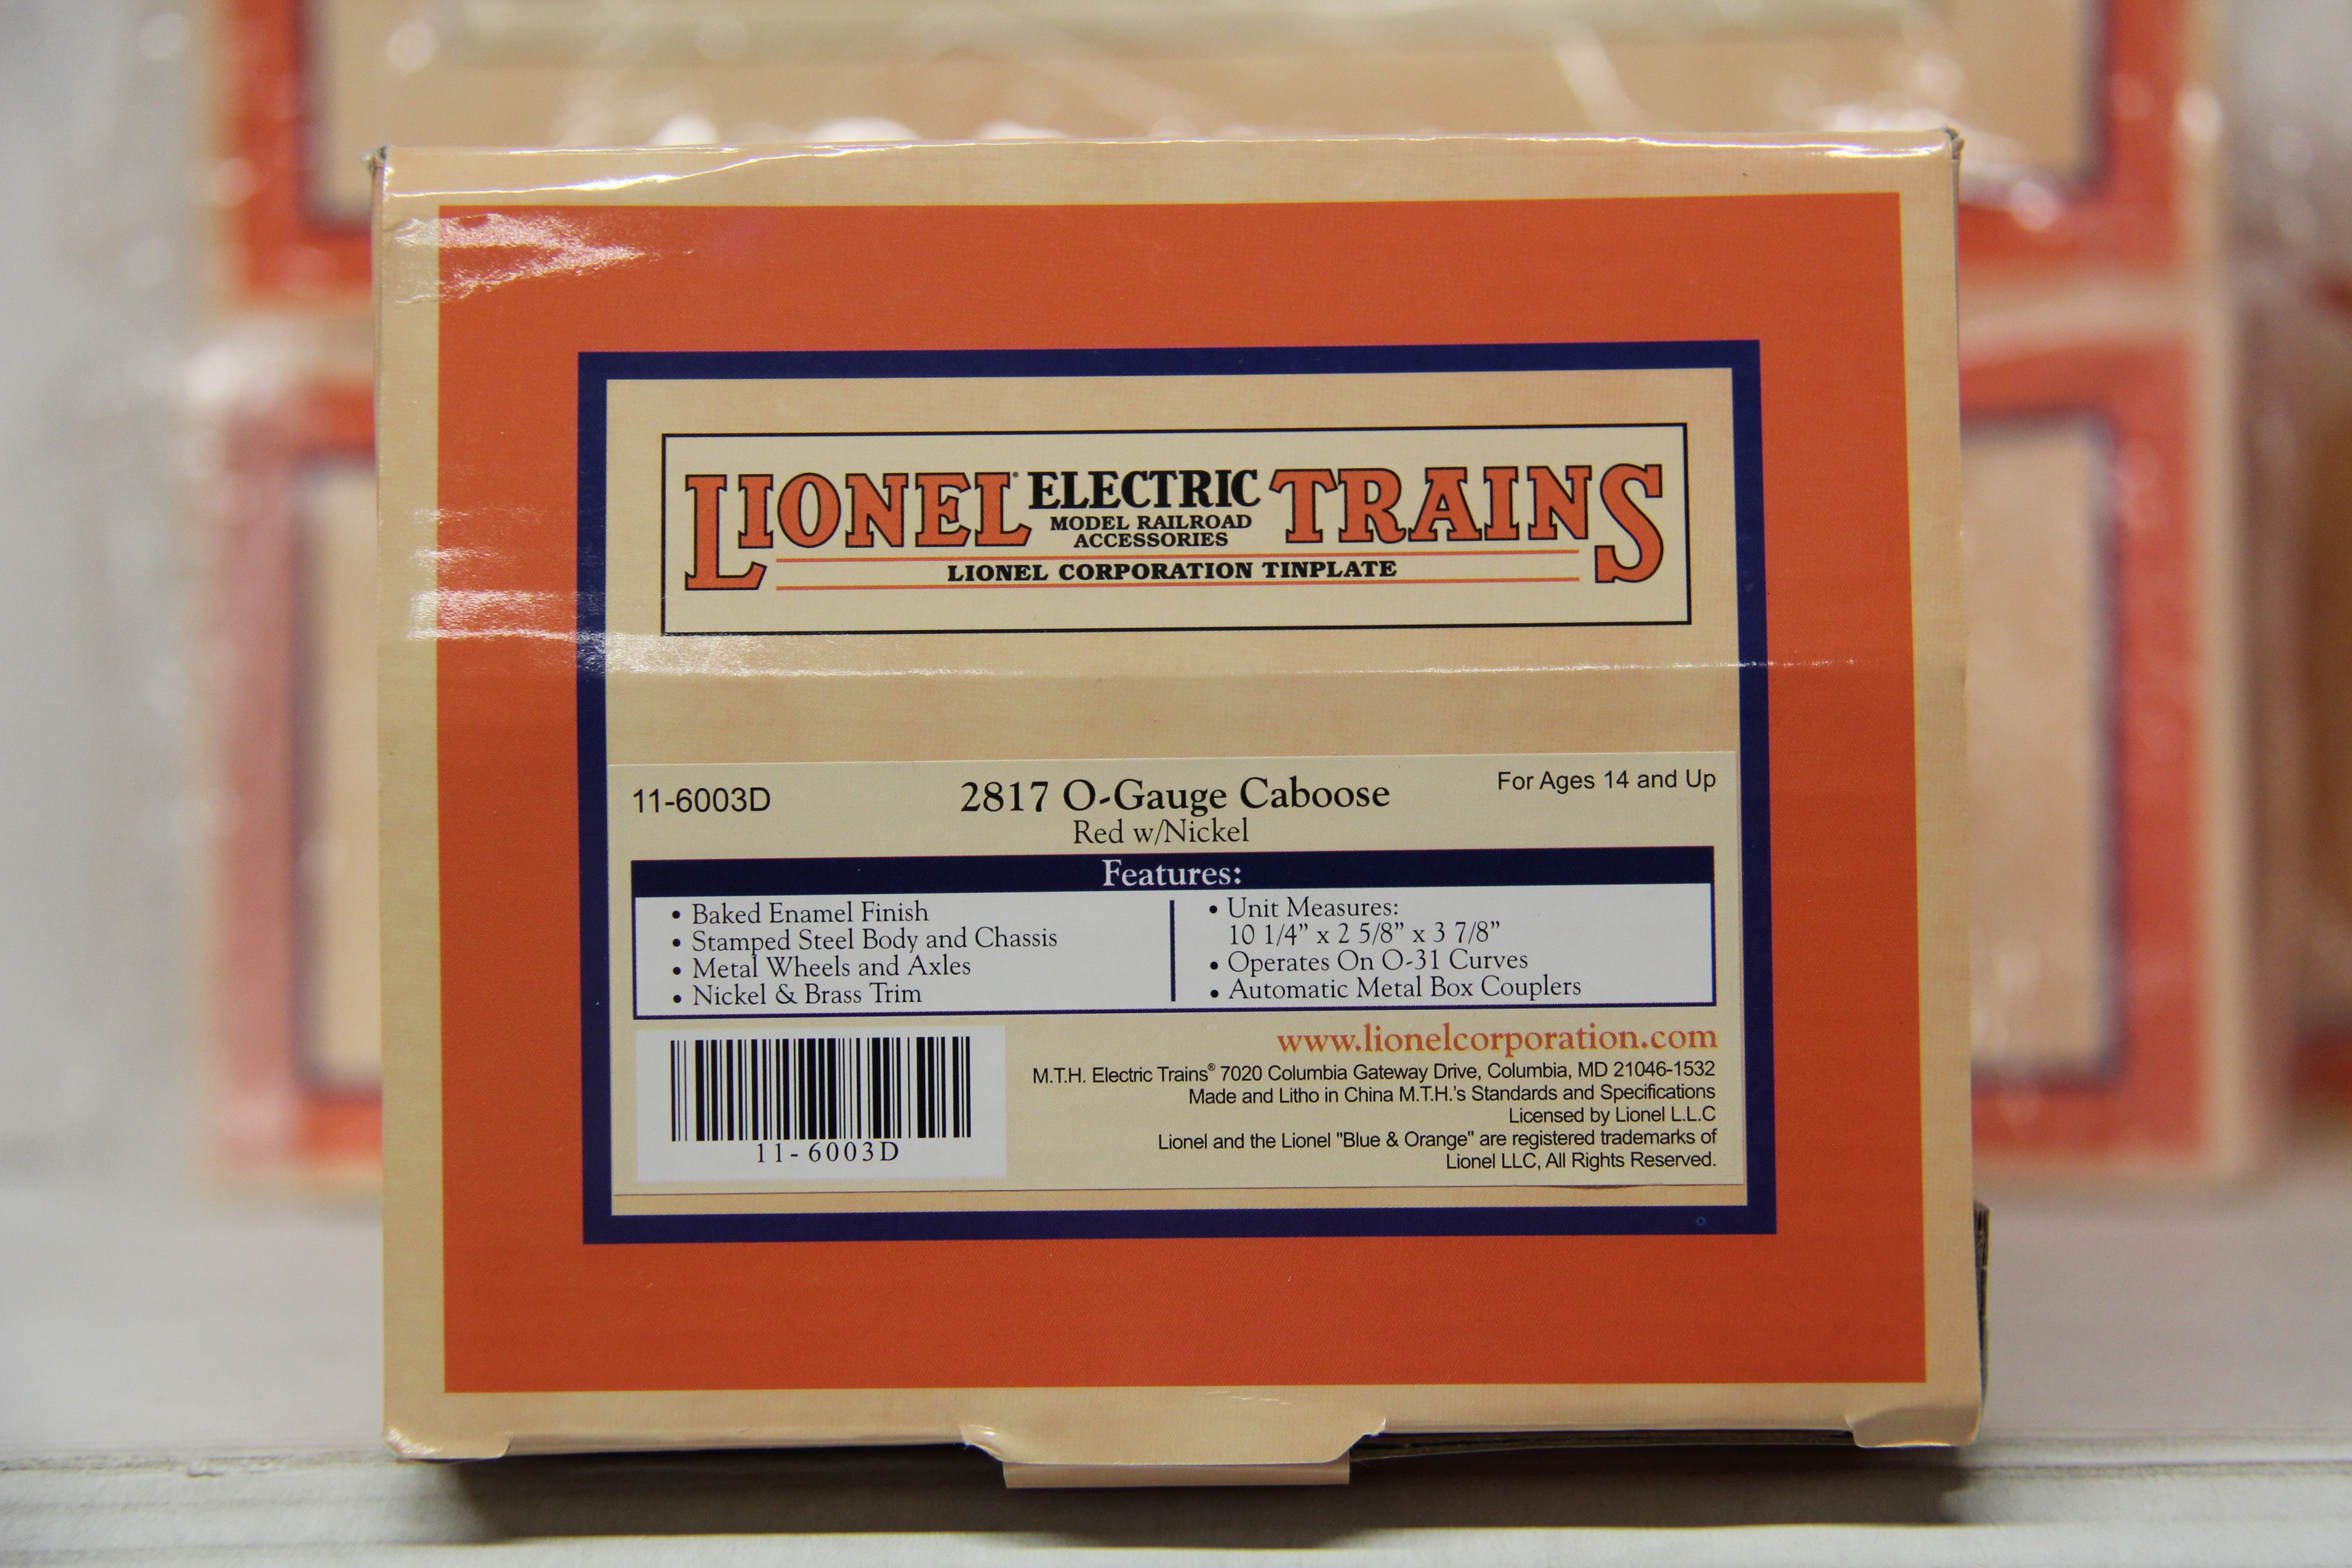 LIONEL® ELECTRIC TRAINS
MODEL RAILROAD
ACCESSORIES
LIONEL CORPORATION TINPLATE
11-6003D
2817 O-Gauge Caboose
For Ages 14 and Up
Red w/Nickel
Features:
• Baked Enamel Finish
• Stamped Steel Body and Chassis
• Metal Wheels and Axles
• Nickel & Brass Trim
• Unit Measures:
10 1/4” x 2 5/8” x 3 7/8”
• Operates On O-31 Curves
• Automatic Metal Box Couplers
11-6003D
www.lionelcorporation.com
M.T.H. Electric Trains® 7020 Columbia Gateway Drive, Columbia, MD 21046-1532
Made and Litho in China M.T.H.'s Standards and Specifications
Licensed by Lionel L.L.C
Lionel and the Lionel "Blue & Orange" are registered trademarks of
Lionel LLC, All Rights Reserved.